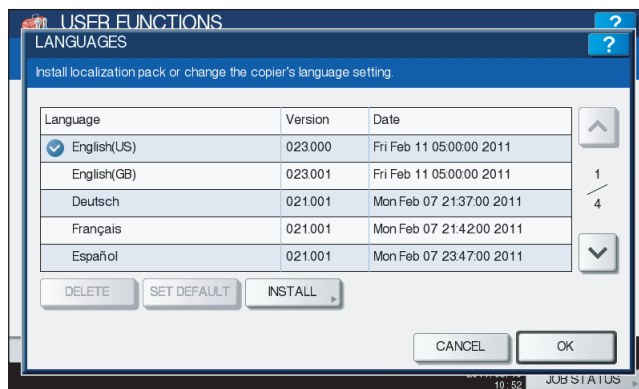 USER FUNCTIONS
?
LANGUAGES
?
Install localization pack or change the copier's language setting.
Language Version Date
English(US) 023.000 Fri Feb 11 05:00:00 2011
English(GB) 023.001 Fri Feb 11 05:00:00 2011
Deutsch 021.001 Mon Feb 07 21:37:00 2011
Français 021.001 Mon Feb 07 21:42:00 2011
Español 021.001 Mon Feb 07 23:47:00 2011
1
4
DELETE SET DEFAULT INSTALL
CANCEL OK
10:52 JOB STATUS